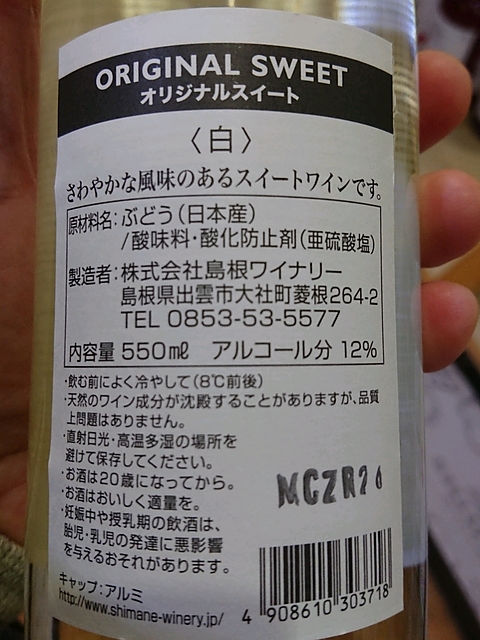 ORIGINAL SWEET
オリジナルスイート
〈白〉
さわやかな風味のあるスイートワインです。
原材料名：ぶどう（日本産）
/酸味料・酸化防止剤（亜硫酸塩）
製造者：株式会社島根ワイナリー
島根県出雲市大社町菱根264-2
TEL 0853-53-5577
内容量 550㎖ アルコール分 12%
・飲む前によく冷やして（8℃前後）
・天然のワイン成分が沈殿することがありますが、品質
上問題はありません。
・直射日光・高温多湿の場所を
避けて保存してください。
・お酒は20歳になってから。
・お酒はおいしく適量を。
・妊娠中や授乳期の飲酒は、
胎児・乳児の発達に悪影響
を与えるおそれがあります。
MCZR26
キャップ：アルミ
http://www.shimane-winery.jp/
4 908610 303718